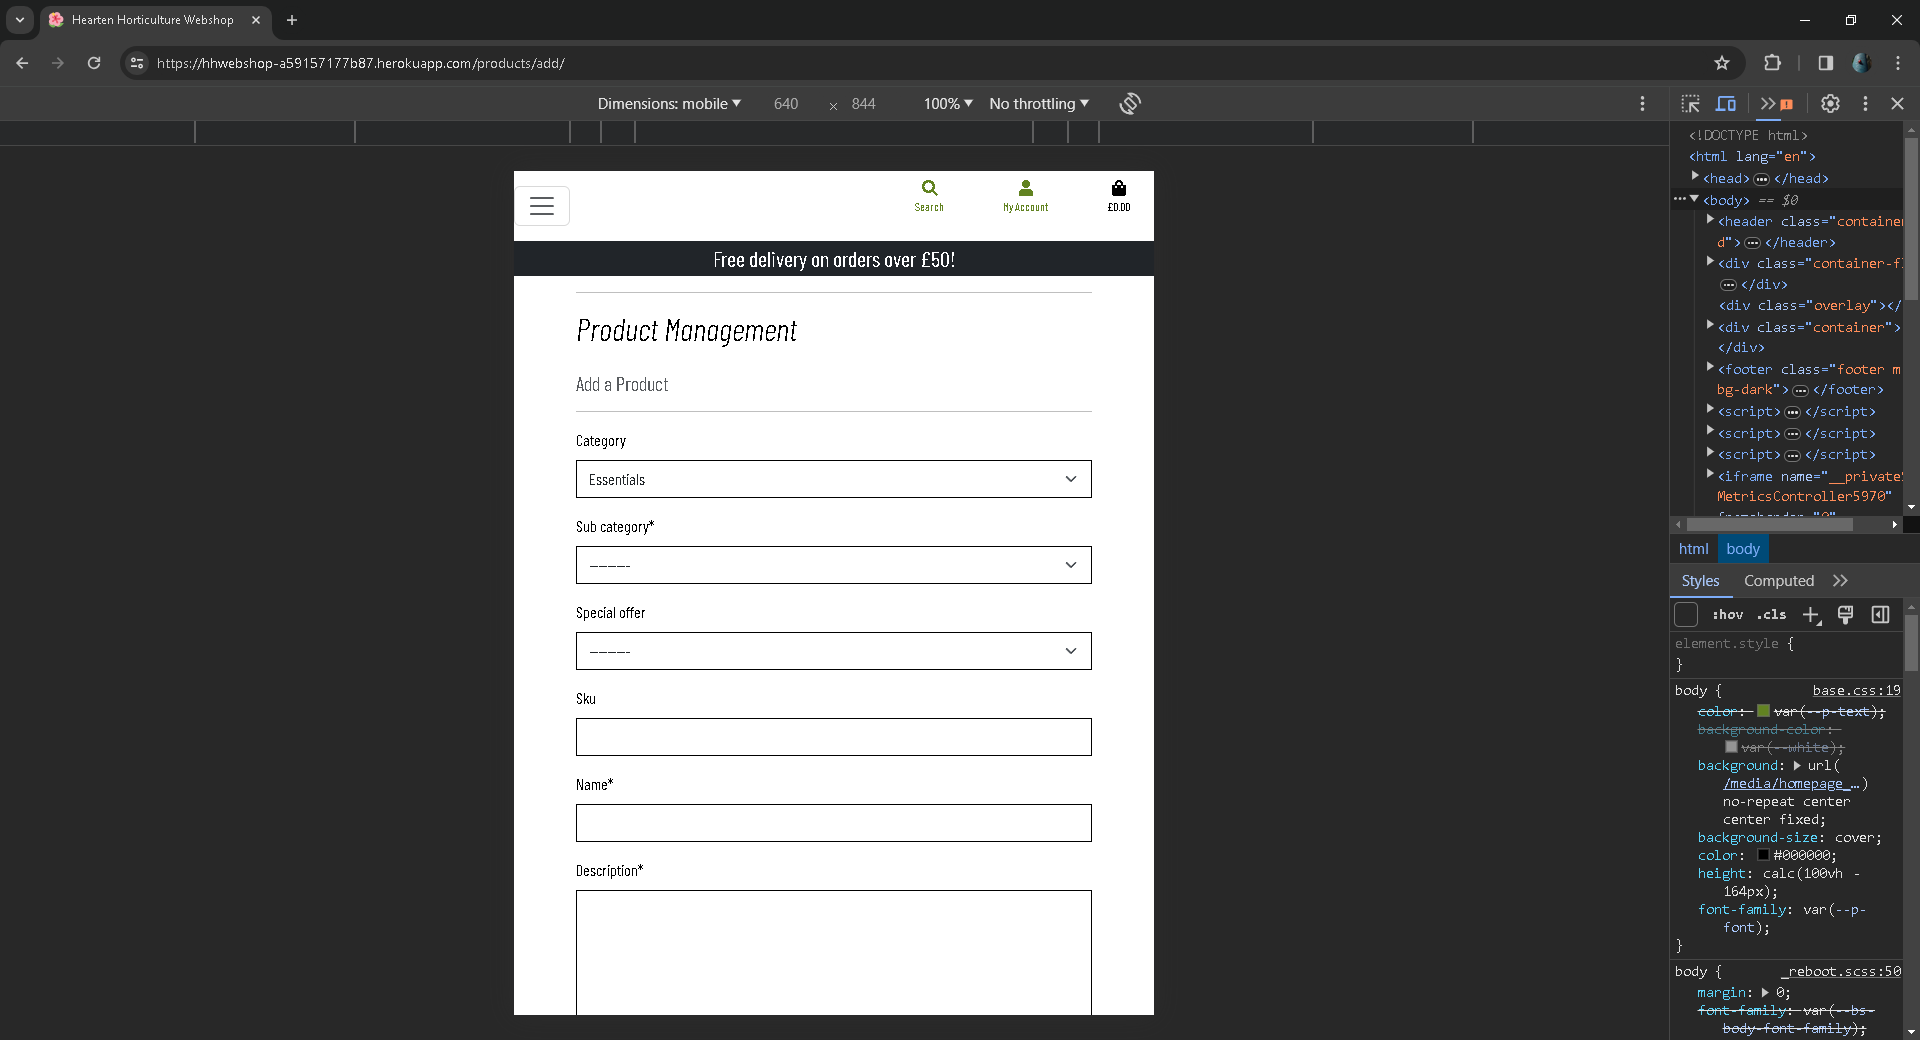 Hearten Horticulture Webshop
https://hhwebshop-a59157177b87.herokuapp.com/products/add/
Dimensions: mobile 640 × 844 100% No throttling
Search
My Account
£0.00
Free delivery on orders over £50!
Product Management
Add a Product
Category
Essentials
Sub category*
---------
Special offer
---------
Sku
Name*
Description*
<!DOCTYPE html>
<html lang="en">
<head> ••• </head>
••• <body> == $0
<header class="container
d"> ••• </header>
<div class="container-fl
••• </div>
<div class="overlay"></
<div class="container">
</div>
<footer class="footer m
bg-dark"> ••• </footer>
<script> ••• </script>
<script> ••• </script>
<script> ••• </script>
<iframe name="__privateS
MetricsController5970"
html body
Styles Computed
:hov .cls
element.style {
}
body { base.css:19
color: var(--p-text);
background-color:
var(--white);
background: url(
/media/homepage_…)
no-repeat center
center fixed;
background-size: cover;
color: #000000;
height: calc(100vh -
164px);
font-family: var(--p-
font);
}
body { _reboot.scss:50
margin: 0;
font-family: var(--bs-
body-font-family);